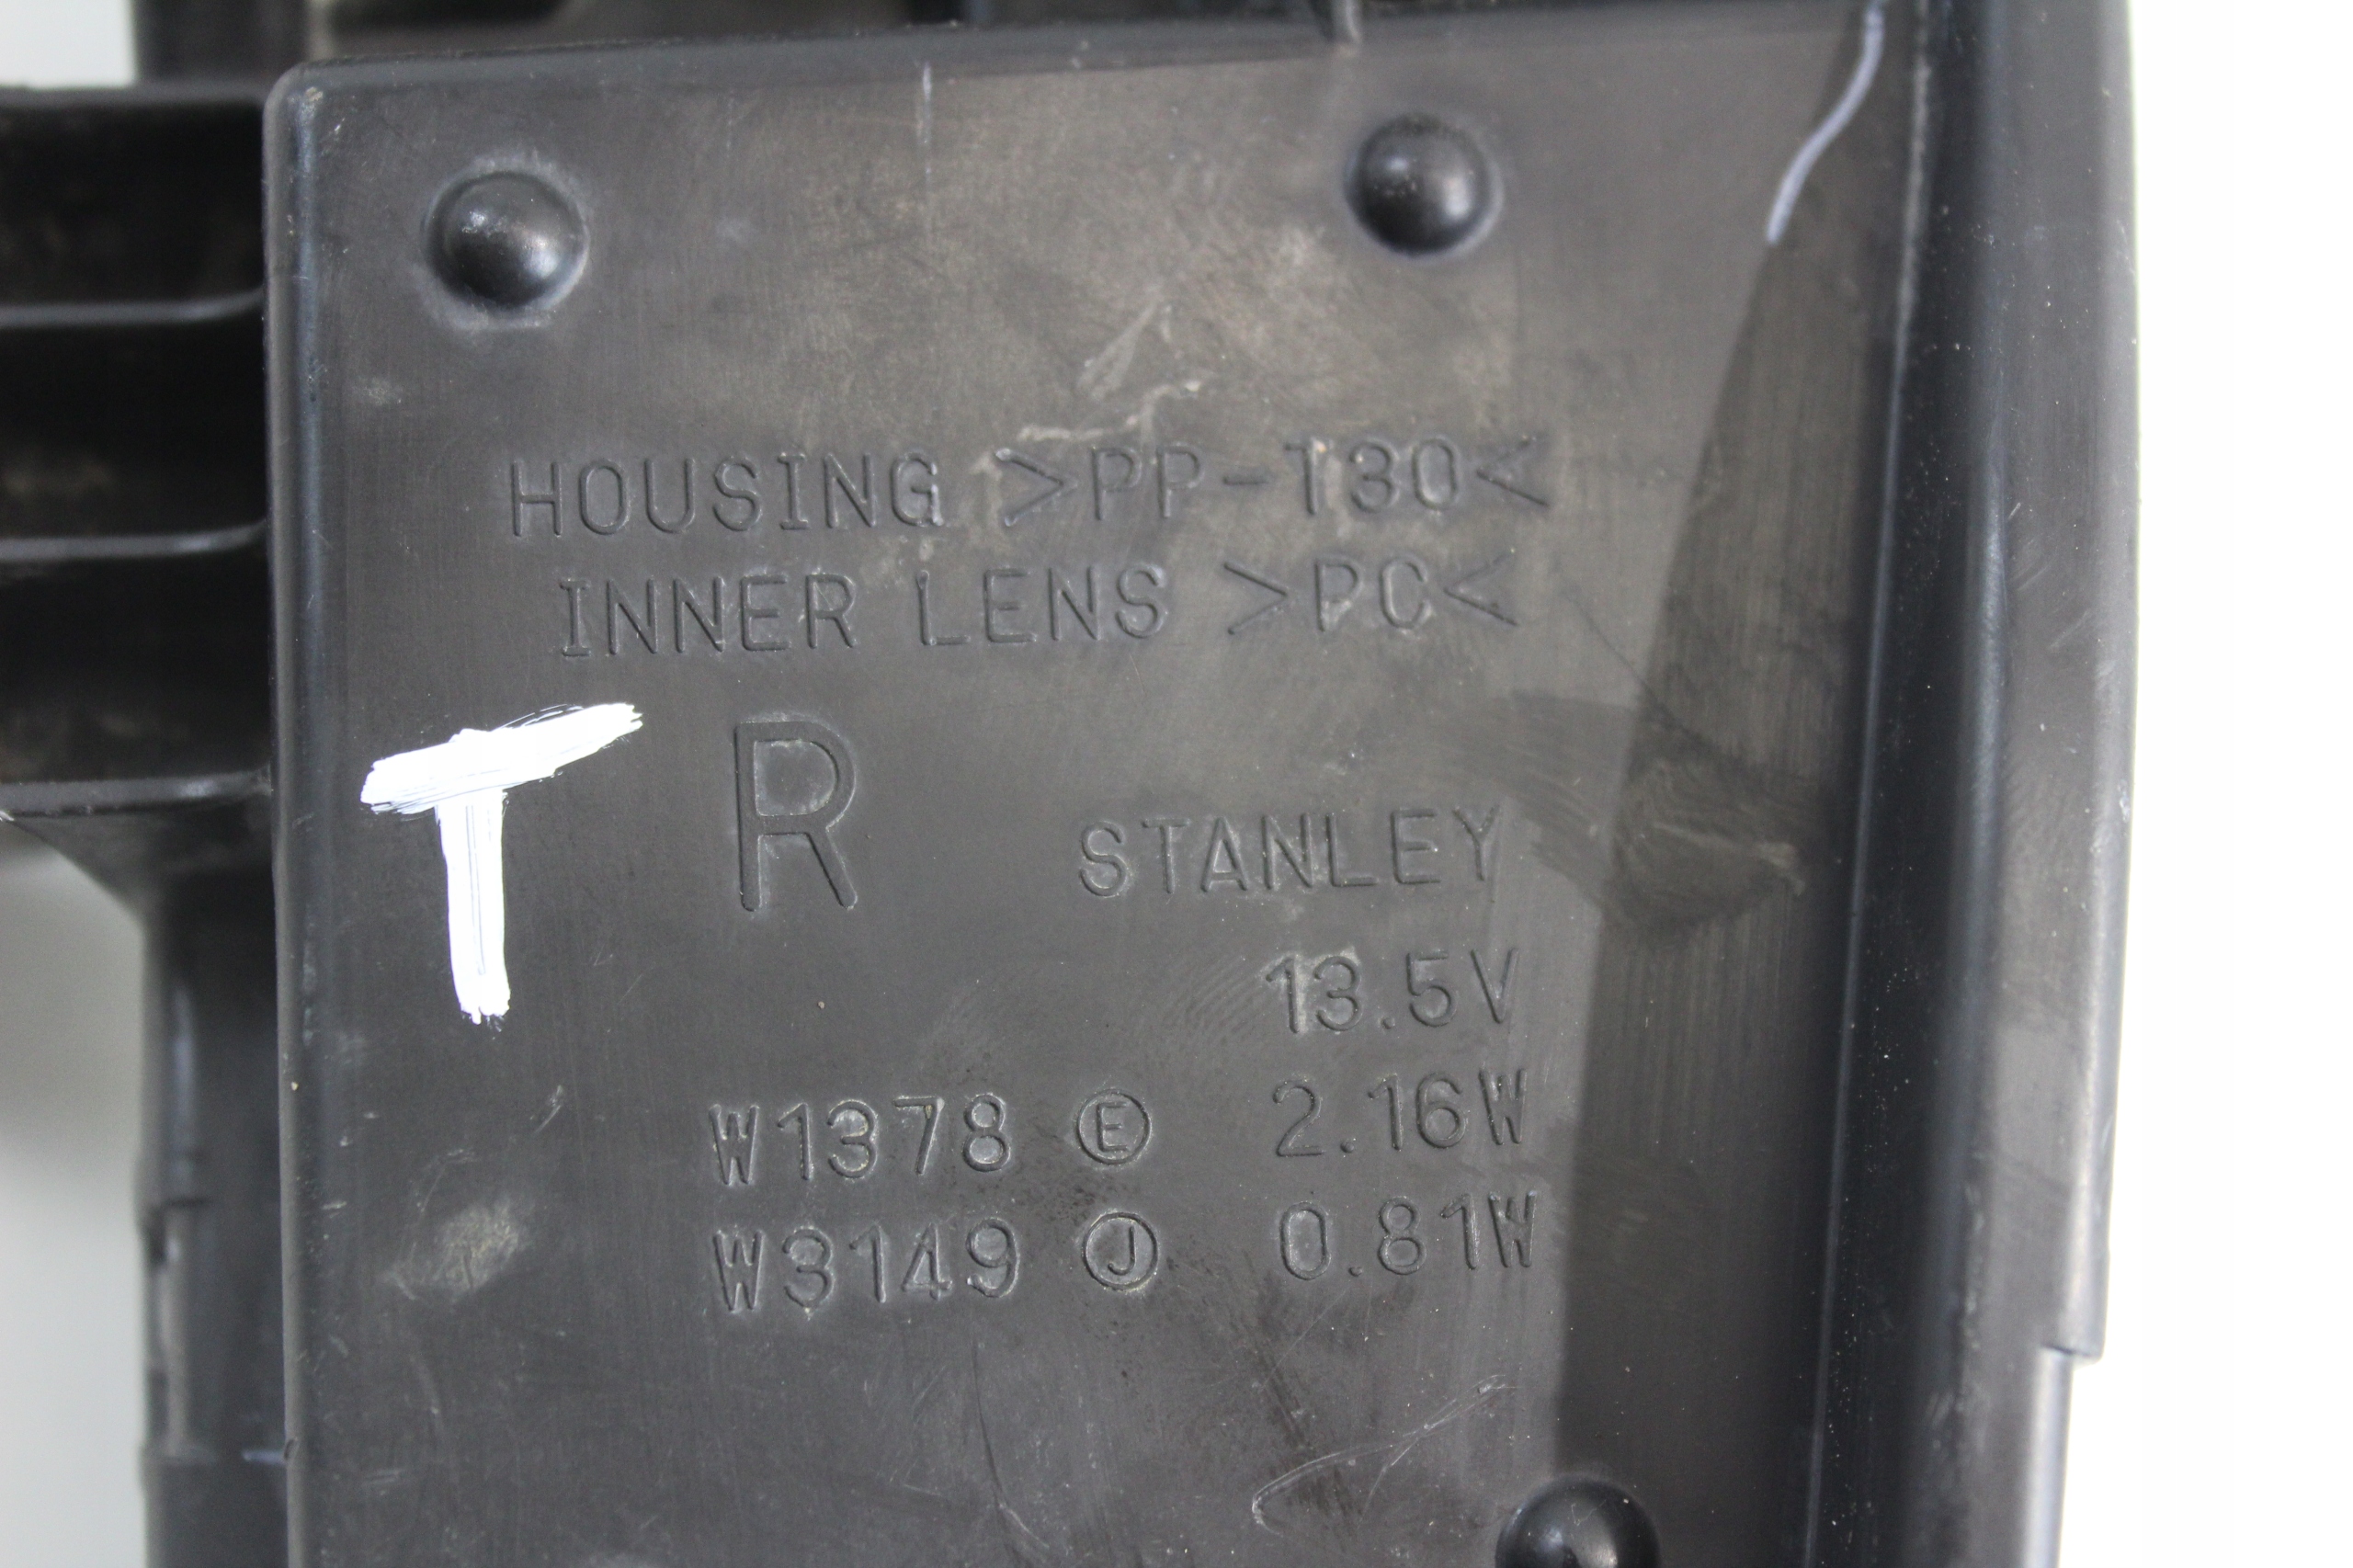 HOUSING >PP-T30<
INNER LENS >PC<
T R STANLEY
13.5V
W1378 Ⓔ 2.16W
W3149 Ⓙ 0.81W